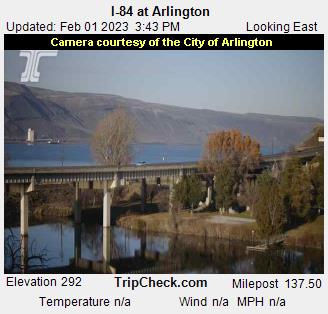 I-84 at Arlington
Updated: Feb 01 2023 3:43 PM Looking East
Camera courtesy of the City of Arlington
Elevation 292 TripCheck.com Milepost 137.50
Temperature n/a Wind n/a MPH n/a